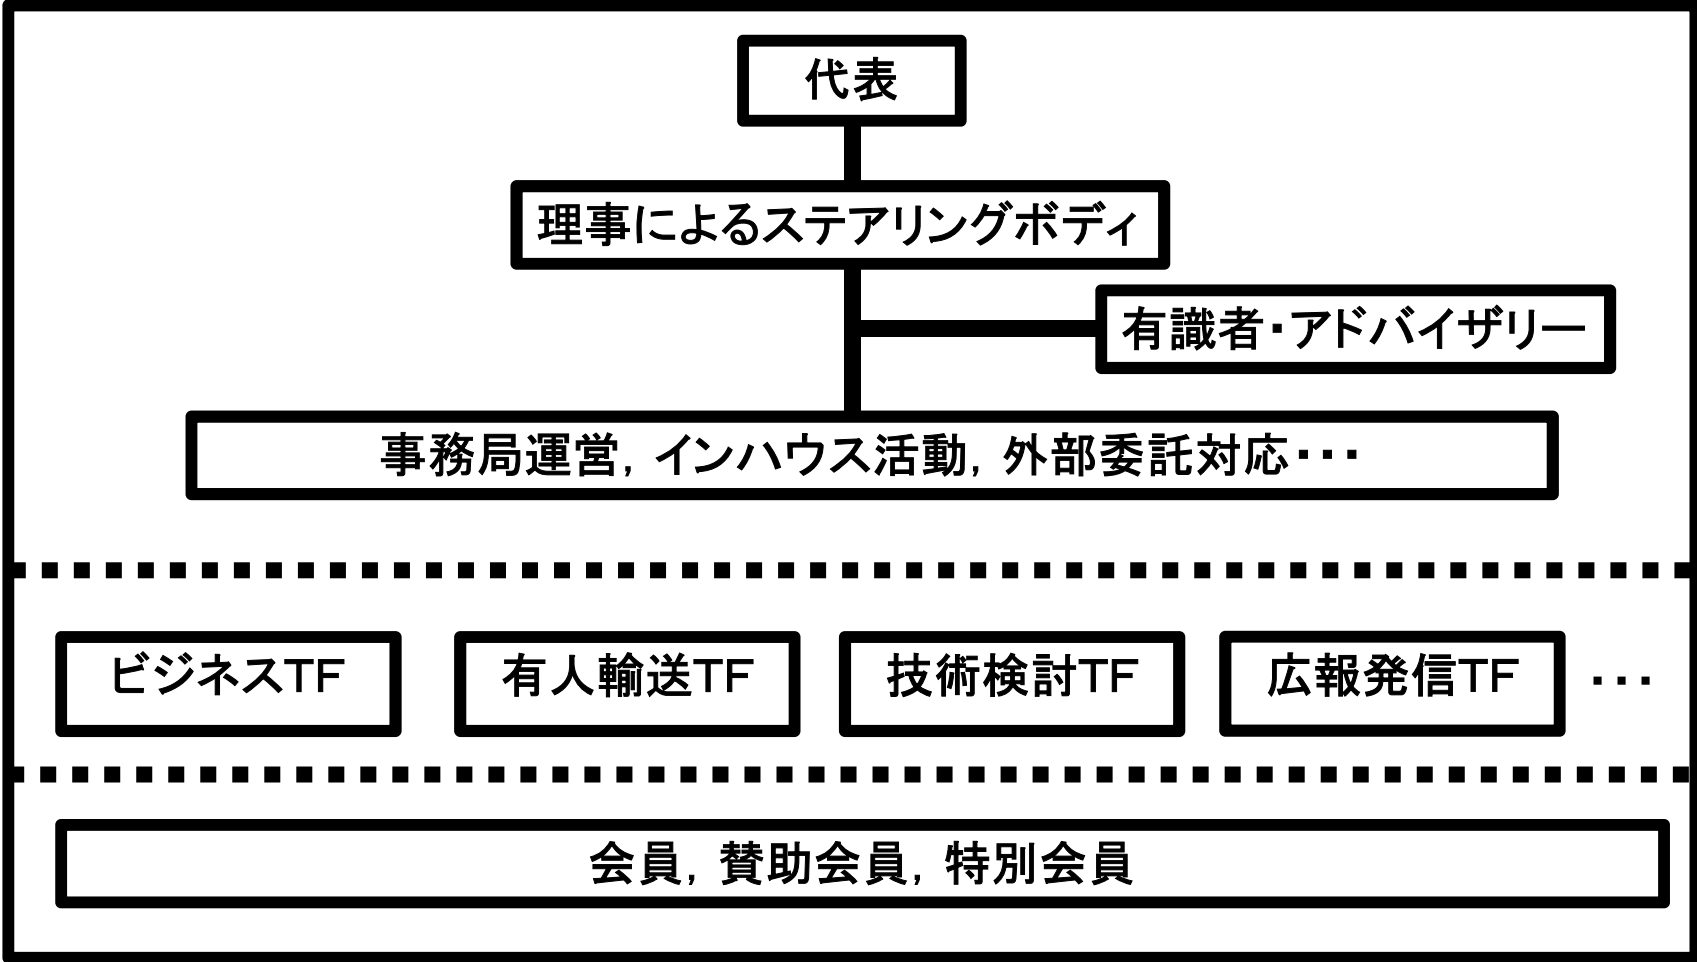 代表
理事によるステアリングボディ
有識者・アドバイザリー
事務局運営, インハウス活動, 外部委託対応・・・
ビジネスTF
有人輸送TF
技術検討TF
広報発信TF
・・・
会員, 賛助会員, 特別会員